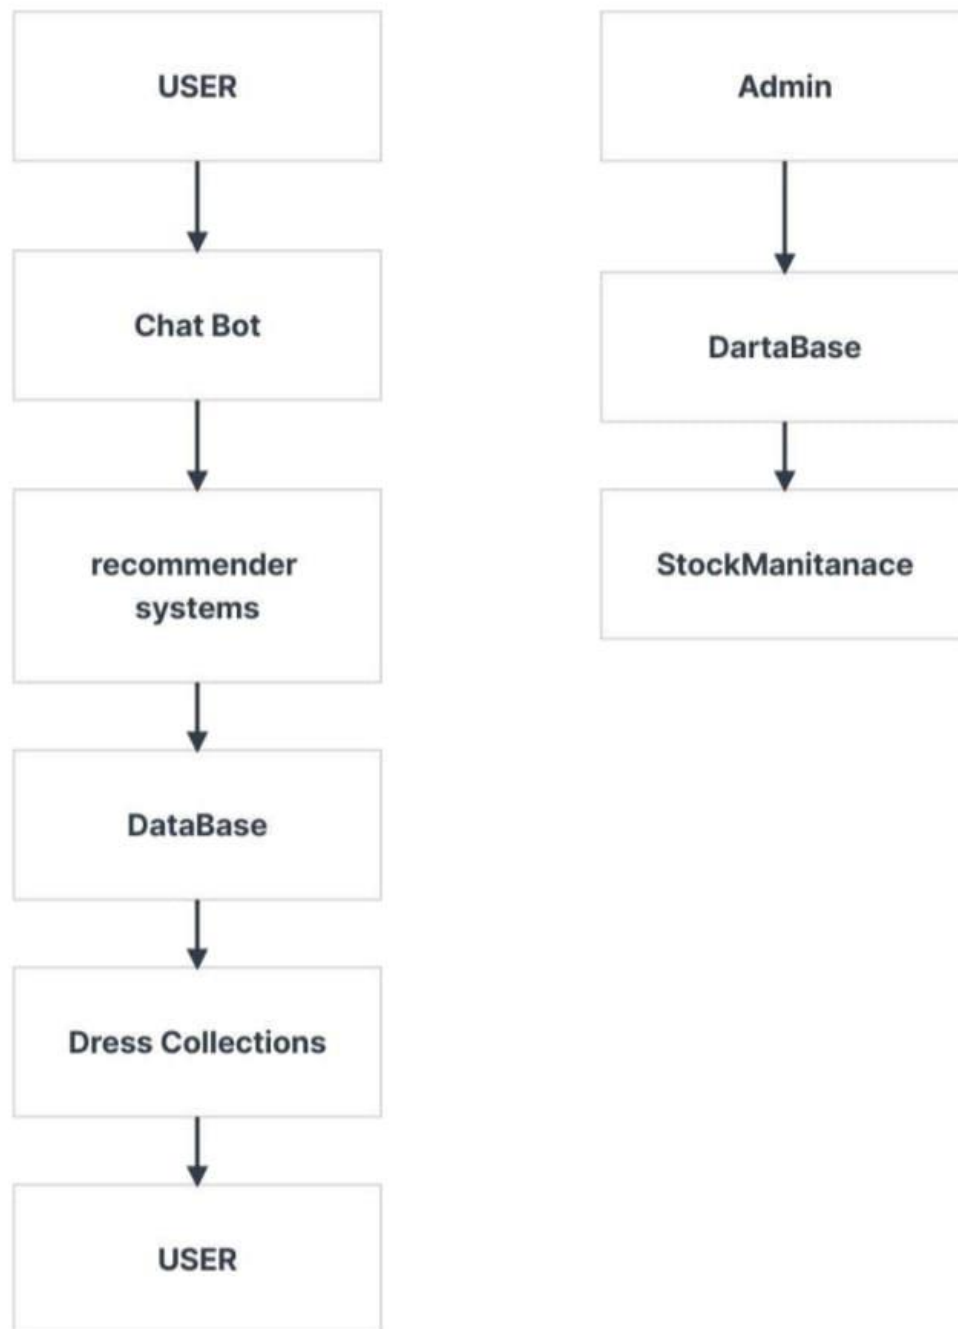 USER
Chat Bot
recommender
systems
DataBase
Dress Collections
USER
Admin
DartaBase
StockManitanace